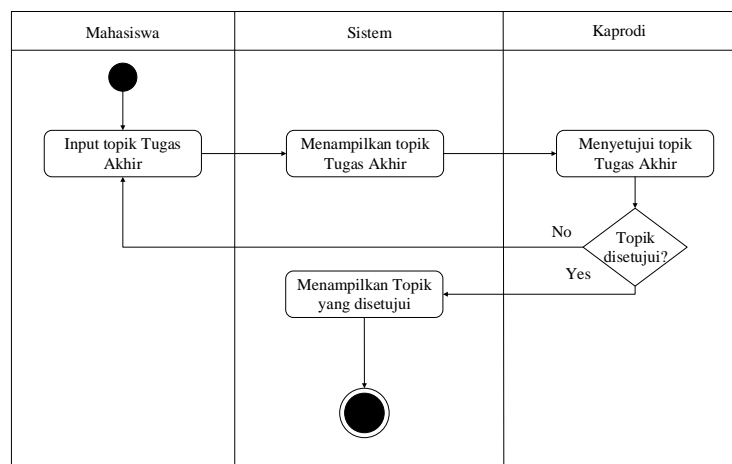 Mahasiswa
Sistem
Kaprodi
Input topik Tugas
Akhir
Menampilkan topik
Tugas Akhir
Menyetujui topik
Tugas Akhir
No
Topik
disetujui?
Yes
Menampilkan Topik
yang disetujui